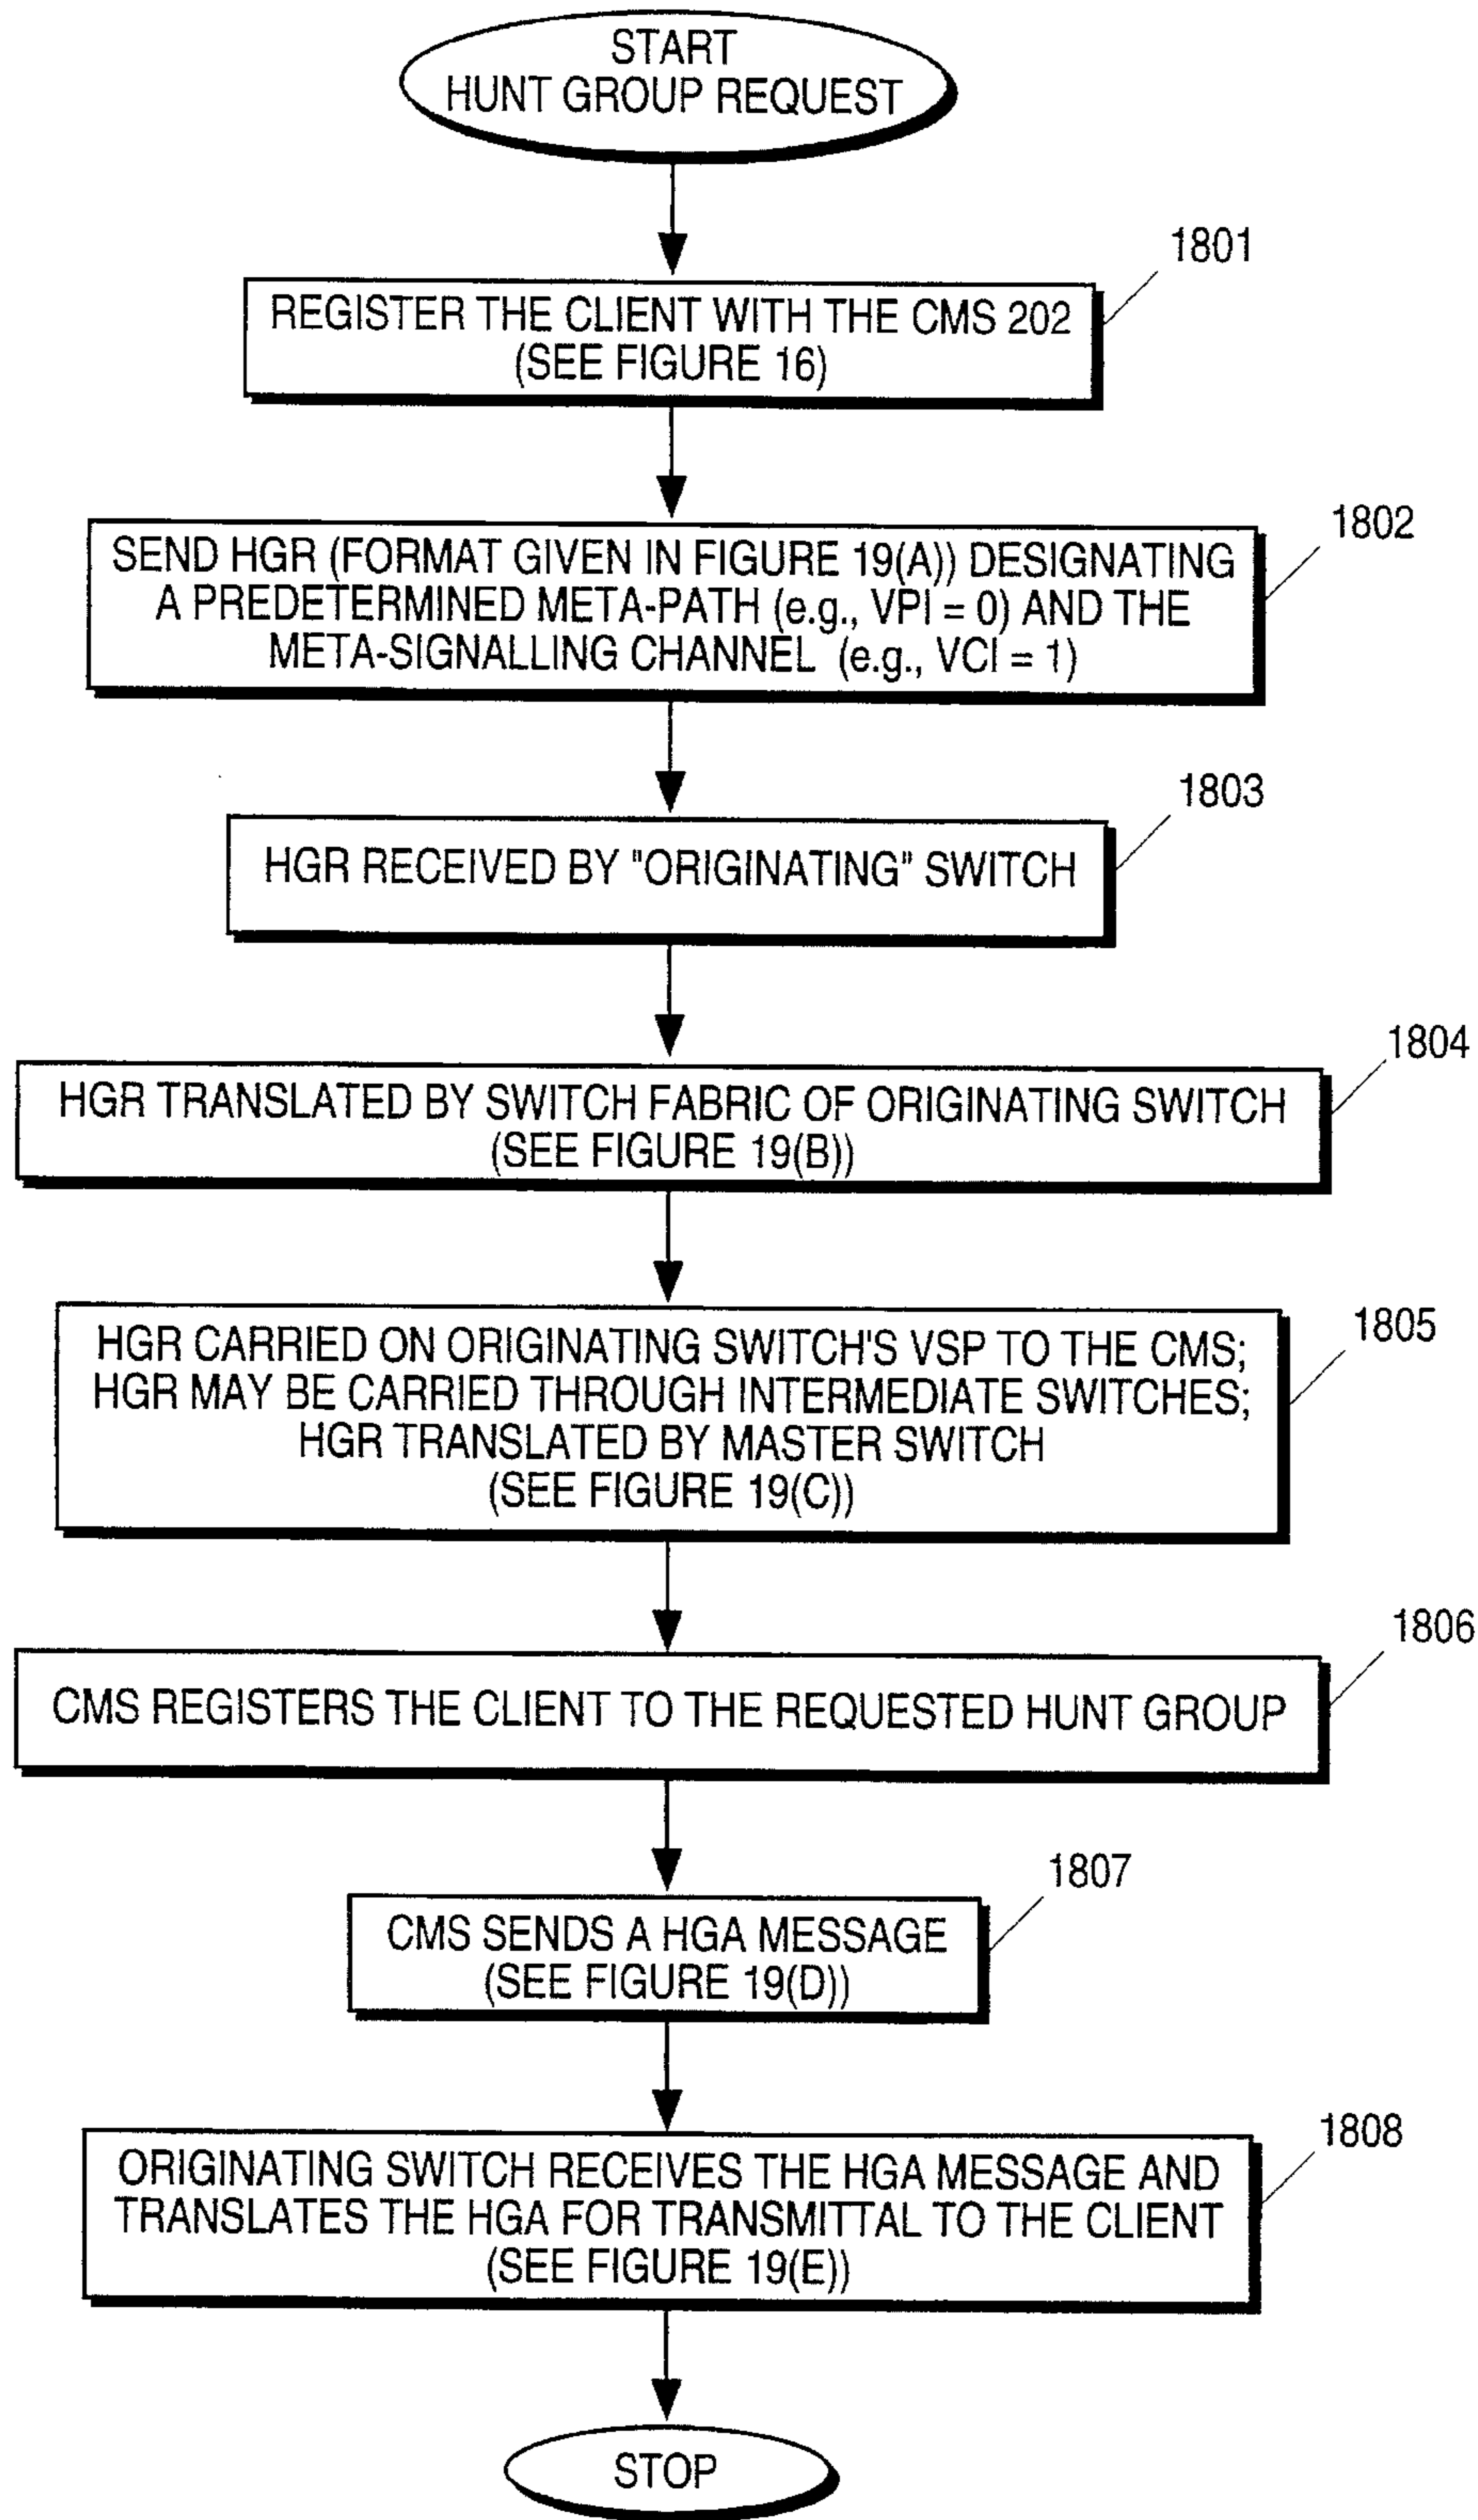 START
HUNT GROUP REQUEST
1801
REGISTER THE CLIENT WITH THE CMS 202
(SEE FIGURE 16)
1802
SEND HGR (FORMAT GIVEN IN FIGURE 19(A)) DESIGNATING
A PREDETERMINED META-PATH (e.g., VPI = 0) AND THE
META-SIGNALLING CHANNEL (e.g., VCI = 1)
1803
HGR RECEIVED BY "ORIGINATING" SWITCH
1804
HGR TRANSLATED BY SWITCH FABRIC OF ORIGINATING SWITCH
(SEE FIGURE 19(B))
1805
HGR CARRIED ON ORIGINATING SWITCH'S VSP TO THE CMS;
HGR MAY BE CARRIED THROUGH INTERMEDIATE SWITCHES;
HGR TRANSLATED BY MASTER SWITCH
(SEE FIGURE 19(C))
1806
CMS REGISTERS THE CLIENT TO THE REQUESTED HUNT GROUP
1807
CMS SENDS A HGA MESSAGE
(SEE FIGURE 19(D))
1808
ORIGINATING SWITCH RECEIVES THE HGA MESSAGE AND
TRANSLATES THE HGA FOR TRANSMITTAL TO THE CLIENT
(SEE FIGURE 19(E))
STOP